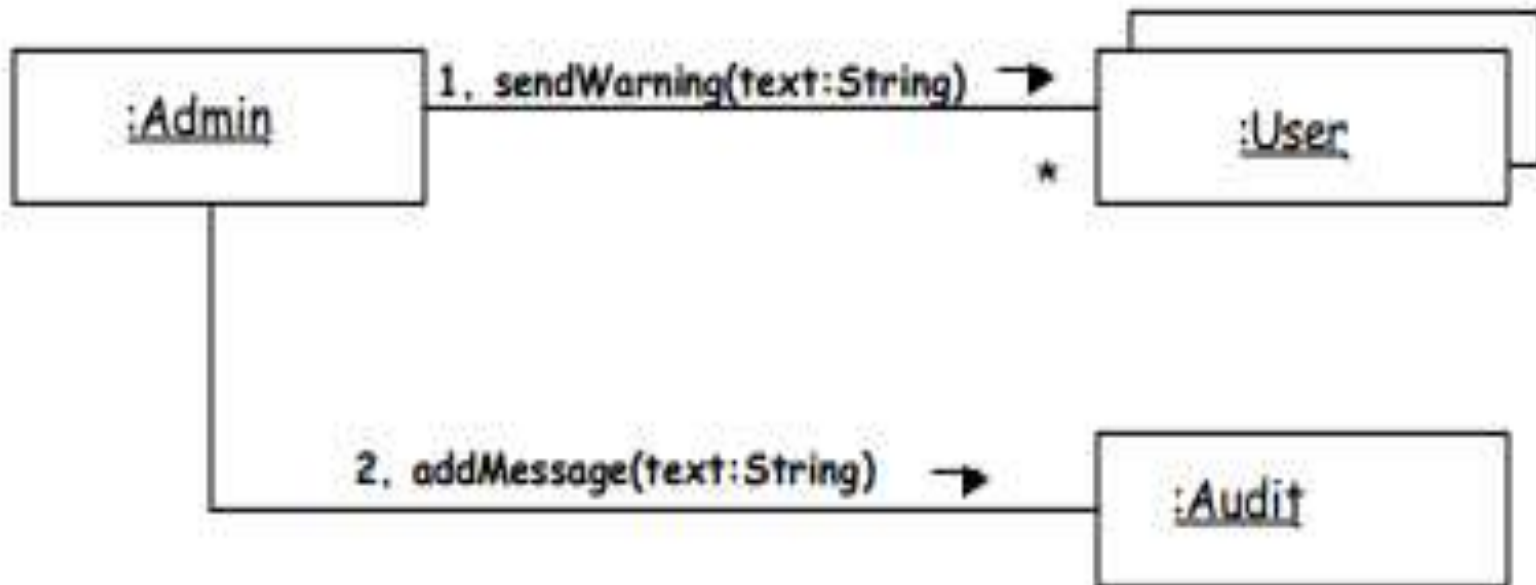 :Admin
1. sendWarning(text:String)
:User
*
2. addMessage(text:String)
:Audit